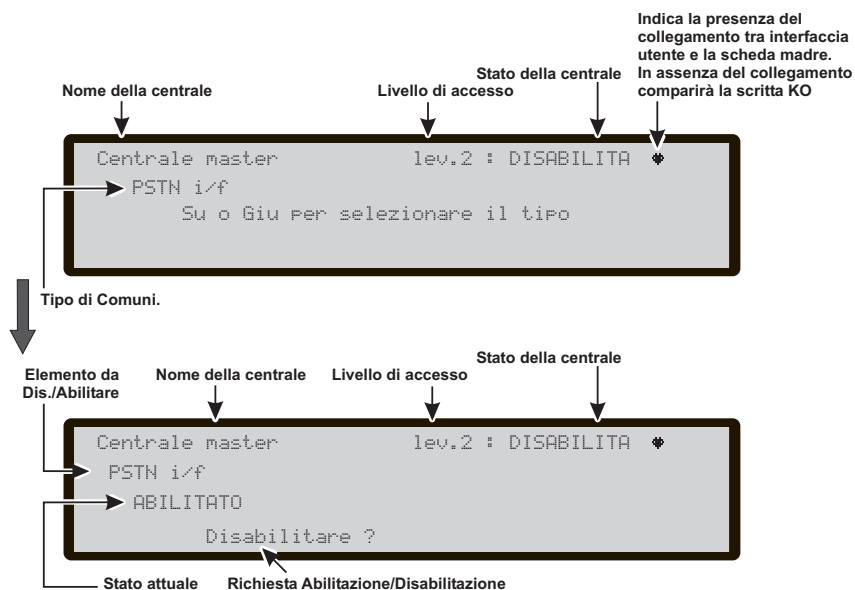 Indica la presenza del
collegamento tra interfaccia
utente e la scheda madre.
In assenza del collegamento
comparirà la scritta KO
Stato della centrale
Nome della centrale
Livello di accesso
Centrale master lev.2 : DISABILITA
PSTN i/f
Su o Giu per selezionare il tipo
Tipo di Comuni.
Elemento da
Dis./Abilitare
Nome della centrale
Livello di accesso
Stato della centrale
Centrale master lev.2 : DISABILITA
PSTN i/f
ABILITATO
Disabilitare ?
Stato attuale
Richiesta Abilitazione/Disabilitazione